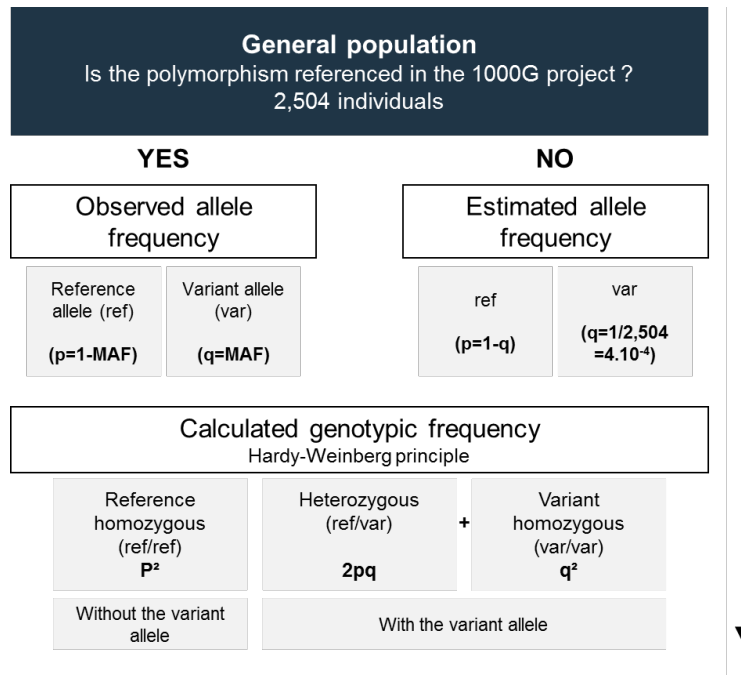 General population
Is the polymorphism referenced in the 1000G project ?
2,504 individuals
YES
NO
Observed allele
frequency
Estimated allele
frequency
Reference
allele (ref)
(p=1-MAF)
Variant allele
(var)
(q=MAF)
ref
(p=1-q)
var
(q=1/2,504
=4.10⁻⁴)
Calculated genotypic frequency
Hardy-Weinberg principle
Reference
homozygous
(ref/ref)
P²
Heterozygous
(ref/var)
2pq
+
Variant
homozygous
(var/var)
q²
Without the variant
allele
With the variant allele